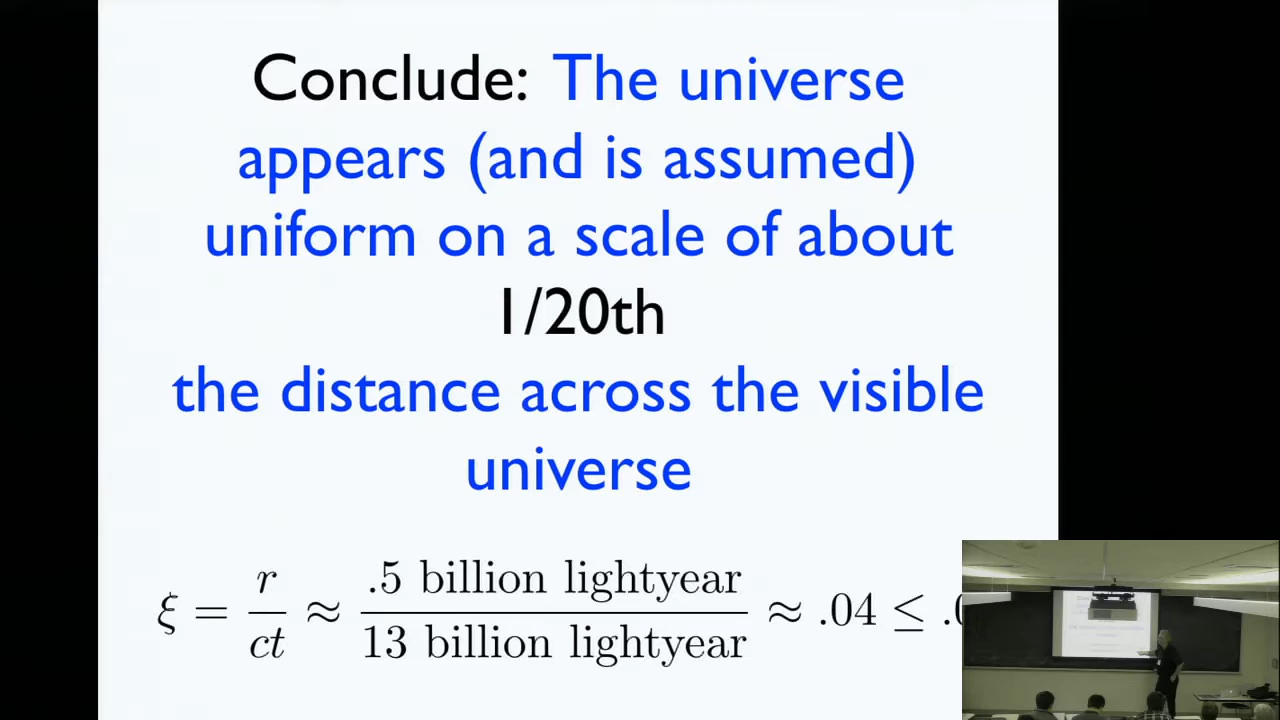 Conclude: The universe
appears (and is assumed)
uniform on a scale of about
1/20th
the distance across the visible
universe
ξ = r/ct ≈ .5 billion lightyear/13 billion lightyear ≈ .04 ≤